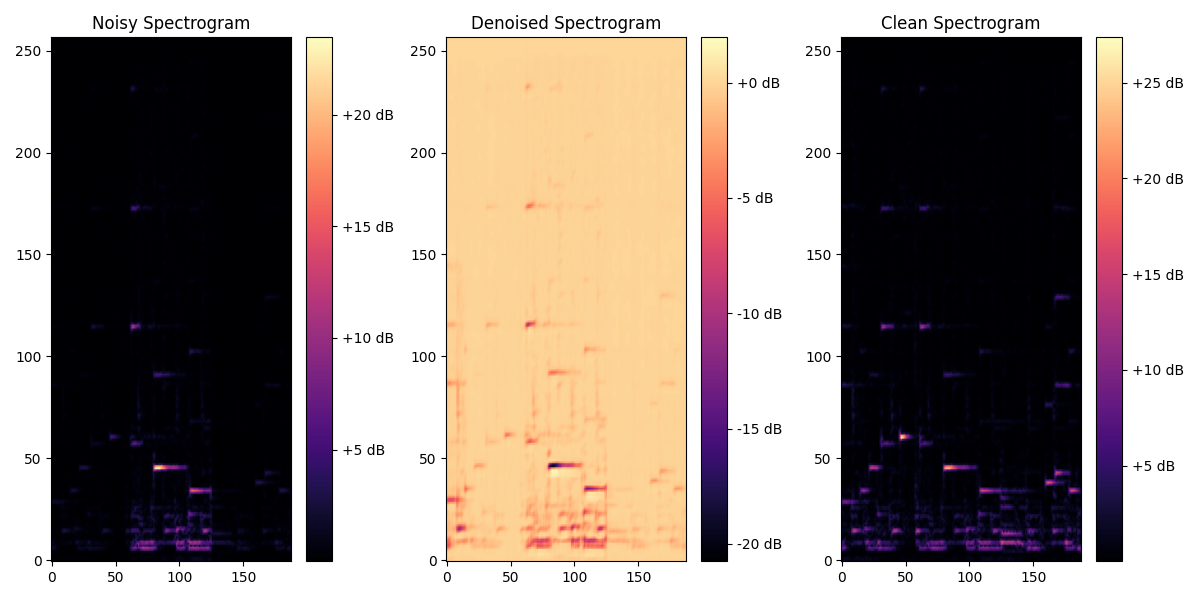 Noisy Spectrogram
250
200
150
100
50
0
0 50 100 150
+20 dB
+15 dB
+10 dB
+5 dB
Denoised Spectrogram
250
200
150
100
50
0
0 50 100 150
+0 dB
-5 dB
-10 dB
-15 dB
-20 dB
Clean Spectrogram
250
200
150
100
50
0
0 50 100 150
+25 dB
+20 dB
+15 dB
+10 dB
+5 dB